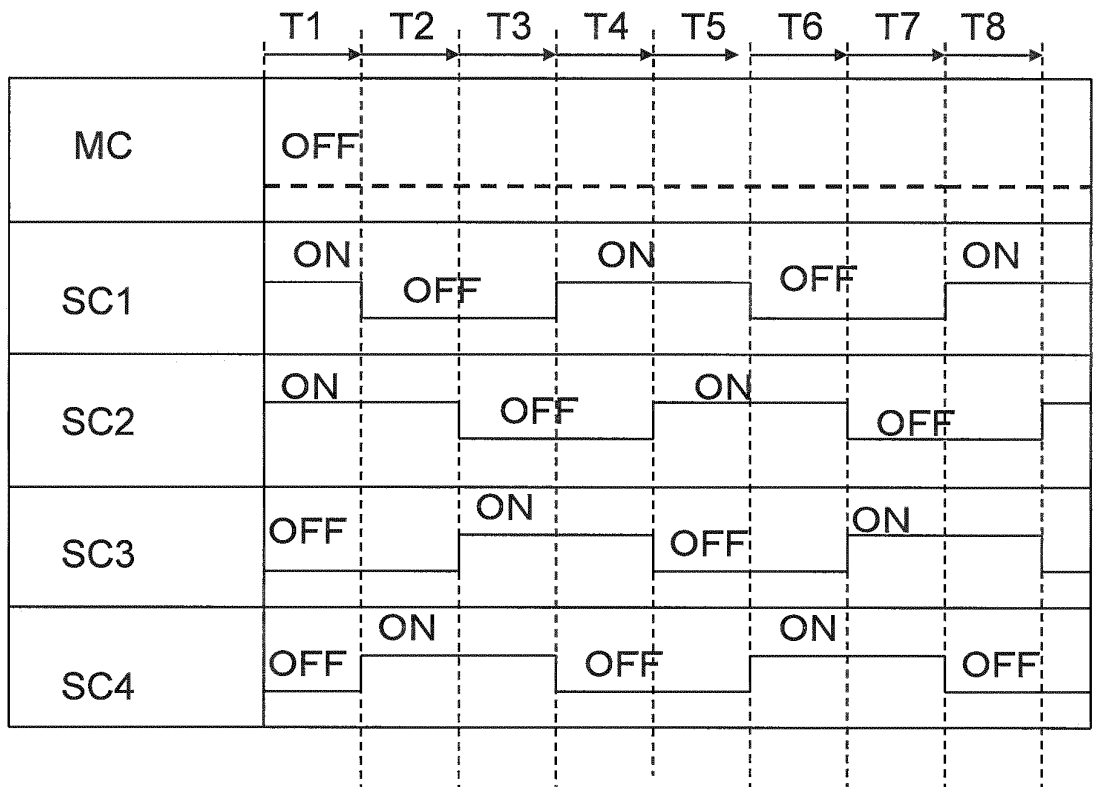 T1 T2 T3 T4 T5 T6 T7 T8
MC OFF
SC1 ON OFF ON OFF ON
SC2 ON OFF ON OFF
SC3 OFF ON OFF ON
SC4 OFF ON OFF ON OFF